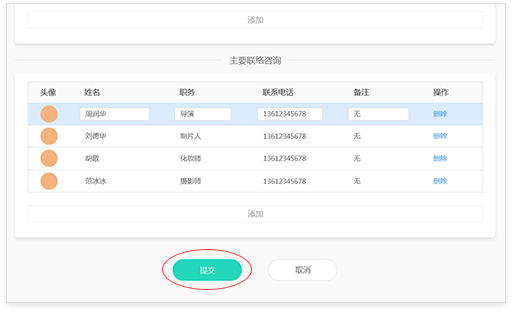 添加
主要联络咨询
头像 姓名 职务 联系电话 备注 操作
周润华 导演 13612345678 无 删除
刘德华 制片人 13612345678 无 删除
胡歌 化妆师 13612345678 无 删除
范冰冰 摄影师 13612345678 无 删除
添加
提交 取消